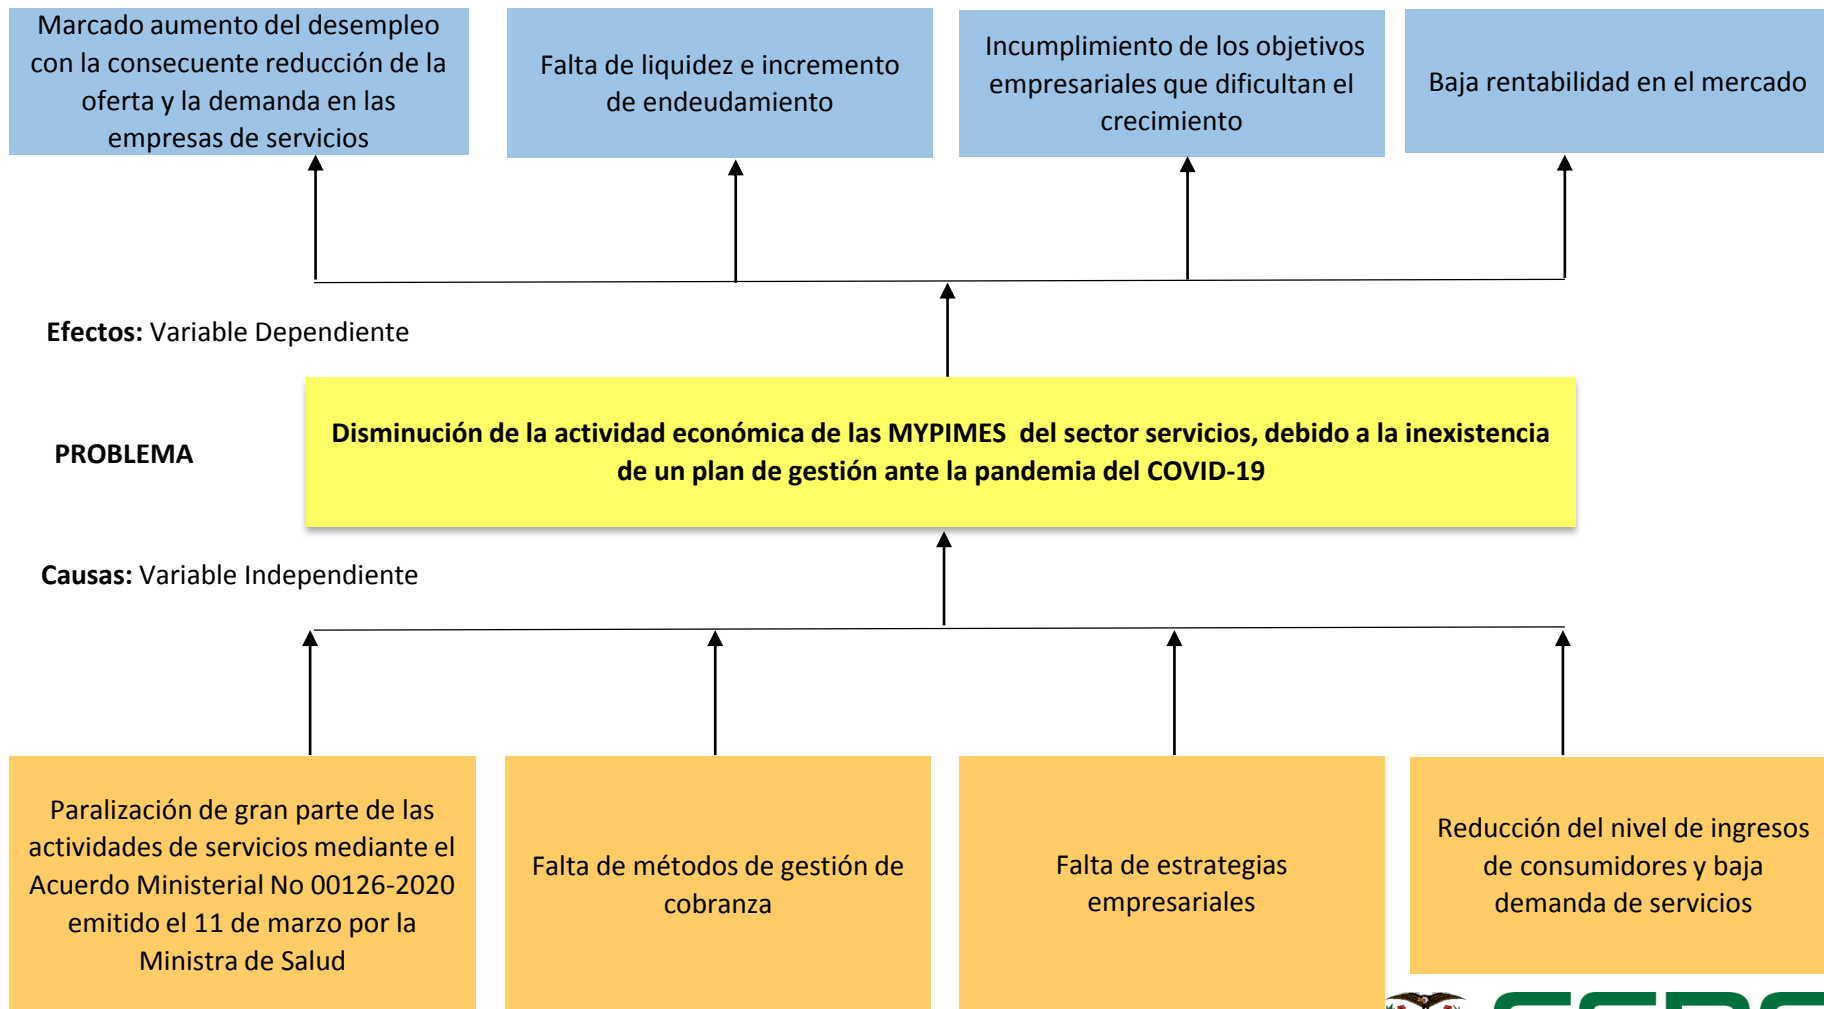 Marcado aumento del desempleo
con la consecuente reducción de la
oferta y la demanda en las
empresas de servicios
Falta de liquidez e incremento
de endeudamiento
Incumplimiento de los objetivos
empresariales que dificultan el
crecimiento
Baja rentabilidad en el mercado
Efectos: Variable Dependiente
PROBLEMA
Disminución de la actividad económica de las MYPIMES del sector servicios, debido a la inexistencia
de un plan de gestión ante la pandemia del COVID-19
Causas: Variable Independiente
Paralización de gran parte de las
actividades de servicios mediante el
Acuerdo Ministerial No 00126-2020
emitido el 11 de marzo por la
Ministra de Salud
Falta de métodos de gestión de
cobranza
Falta de estrategias
empresariales
Reducción del nivel de ingresos
de consumidores y baja
demanda de servicios